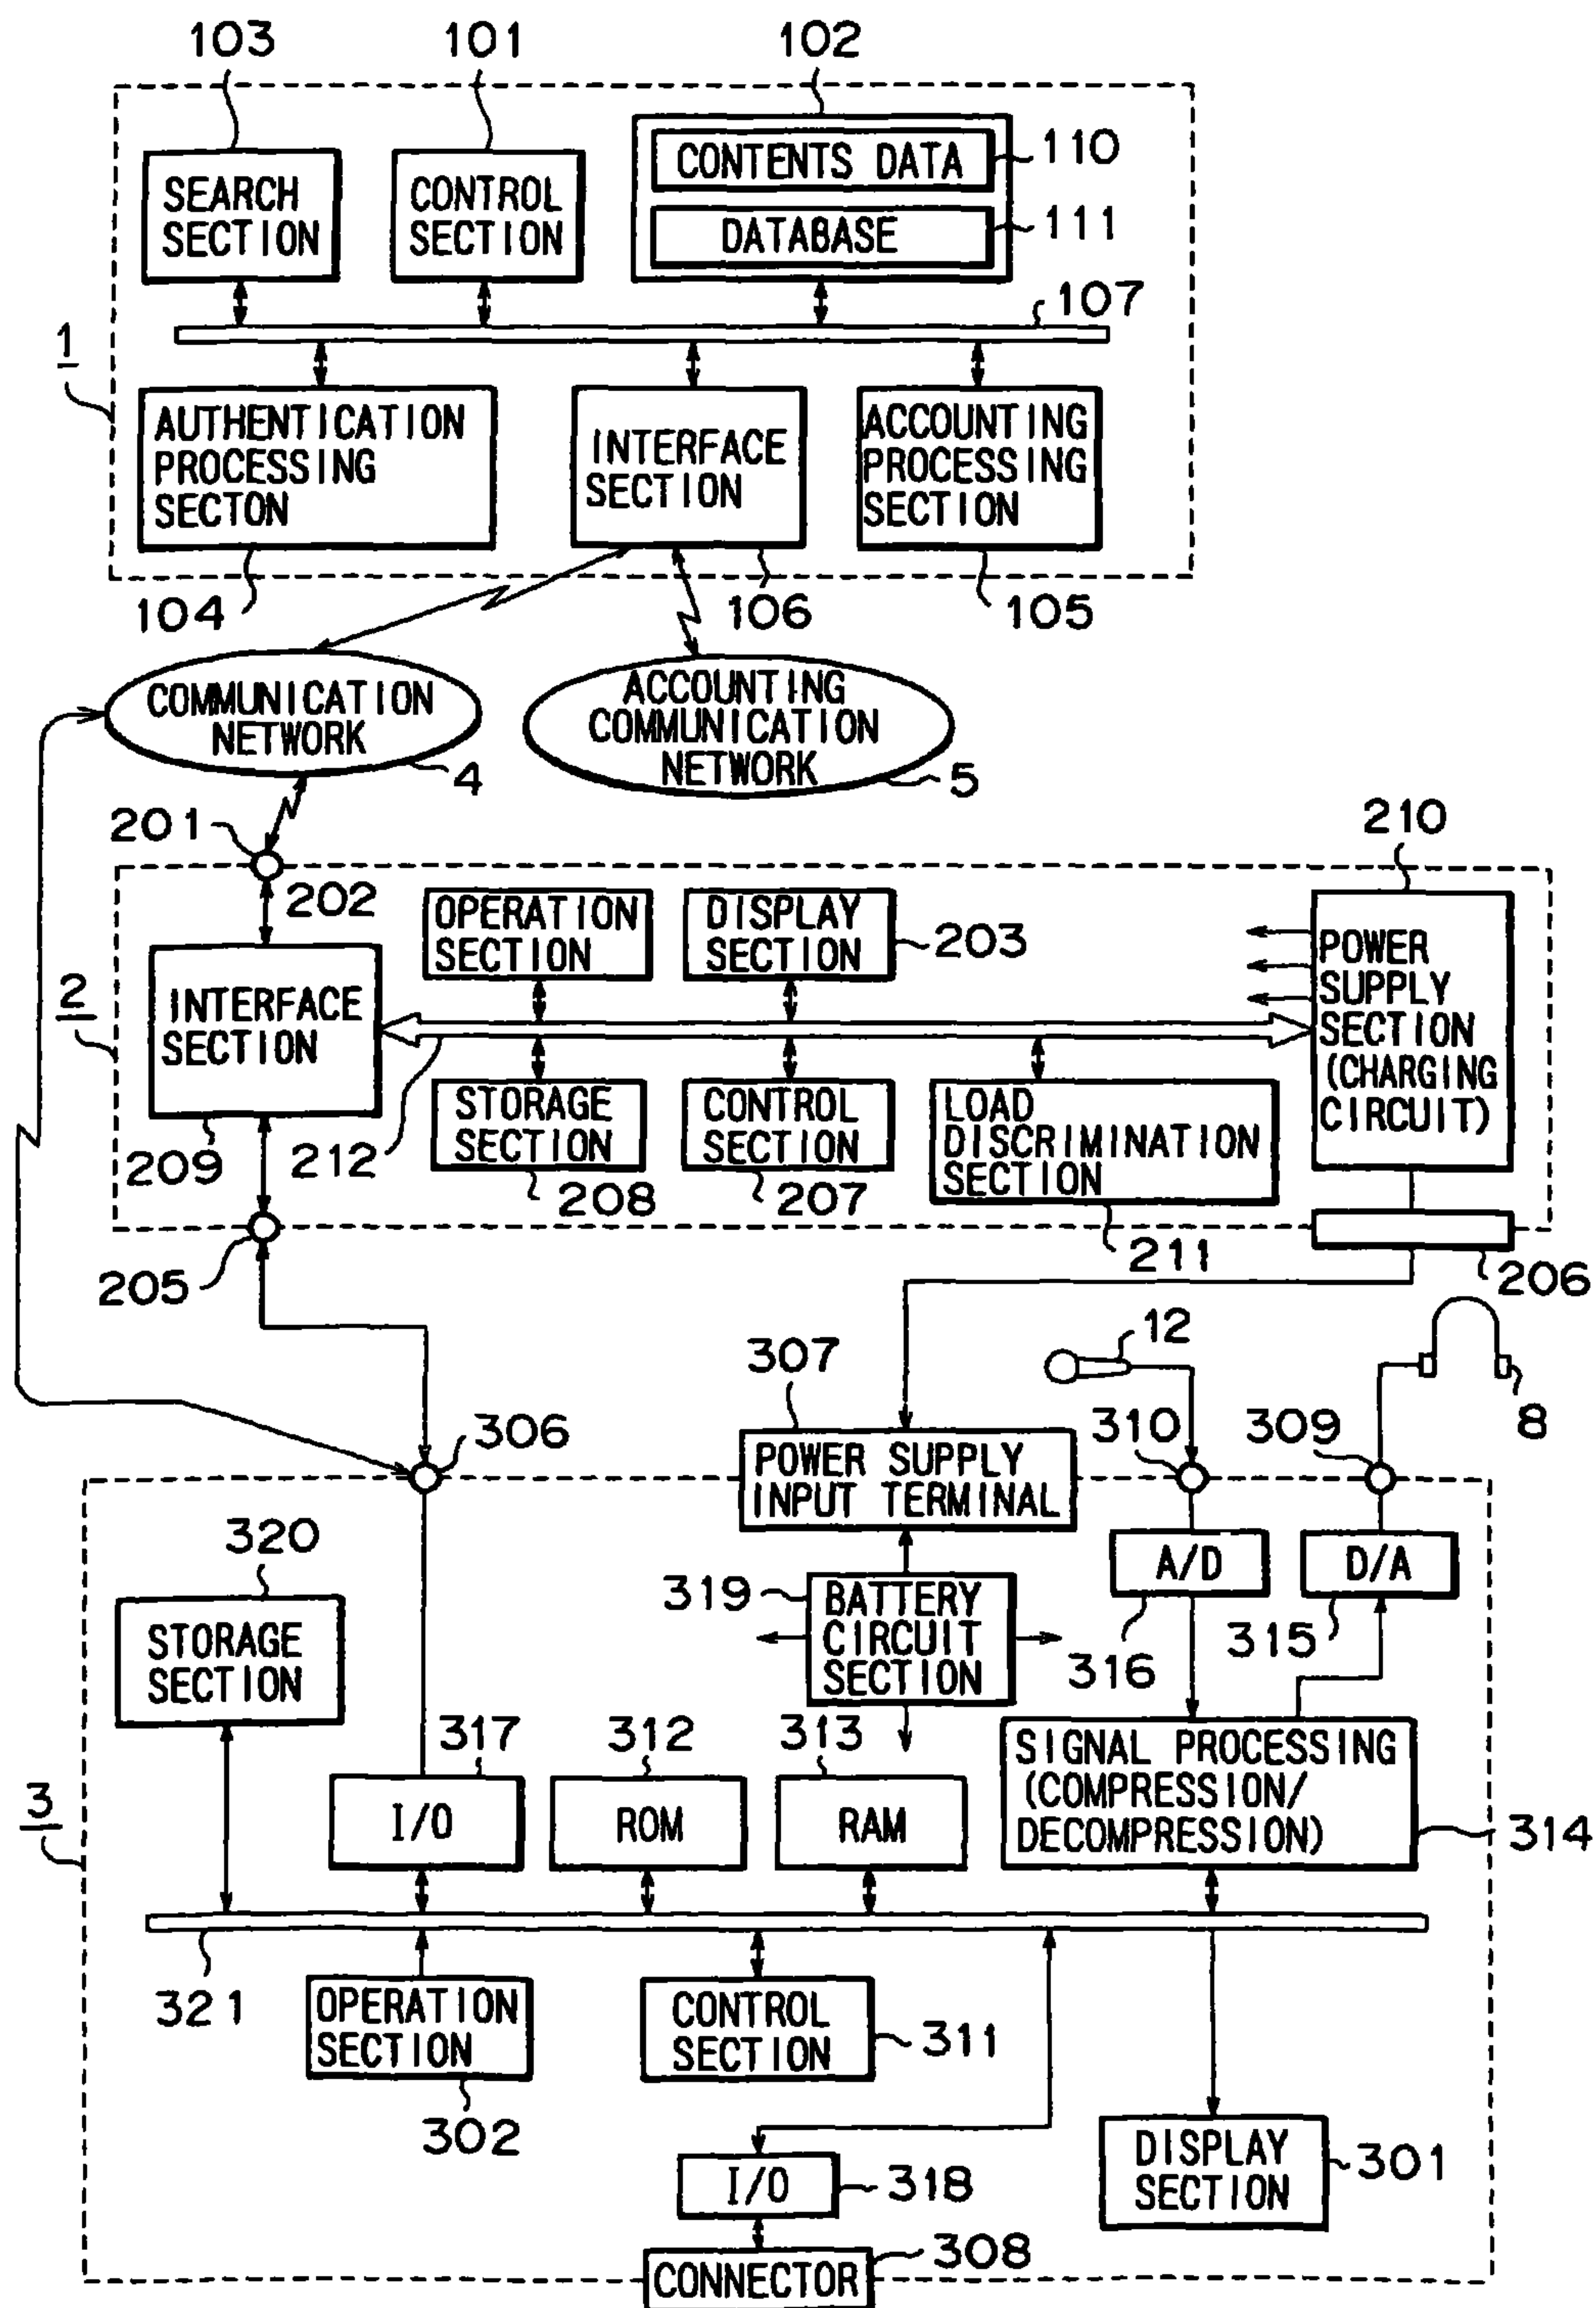 103
101
102
SEARCH
SECTION
CONTROL
SECTION
CONTENTS DATA
110
DATABASE
111
107
1
AUTHENTICATION
PROCESSING
SECTON
INTERFACE
SECTION
ACCOUNTING
PROCESSING
SECTION
104
106
105
COMMUNICATION
NETWORK
4
ACCOUNTING
COMMUNICATION
NETWORK
5
201
210
202
OPERATION
SECTION
DISPLAY
SECTION
203
POWER
SUPPLY
SECTION
(CHARGING
CIRCUIT)
2
INTERFACE
SECTION
STORAGE
SECTION
CONTROL
SECTION
LOAD
DISCRIMINATION
SECTION
209
212
208
207
211
205
206
307
12
8
306
310
309
POWER SUPPLY
INPUT TERMINAL
320
A/D
D/A
319
BATTERY
CIRCUIT
SECTION
316
315
STORAGE
SECTION
317
312
313
SIGNAL PROCESSING
(COMPRESSION/
DECOMPRESSION)
314
3
I/O
ROM
RAM
321
OPERATION
SECTION
CONTROL
SECTION
311
302
I/O
318
DISPLAY
SECTION
301
CONNECTOR
308